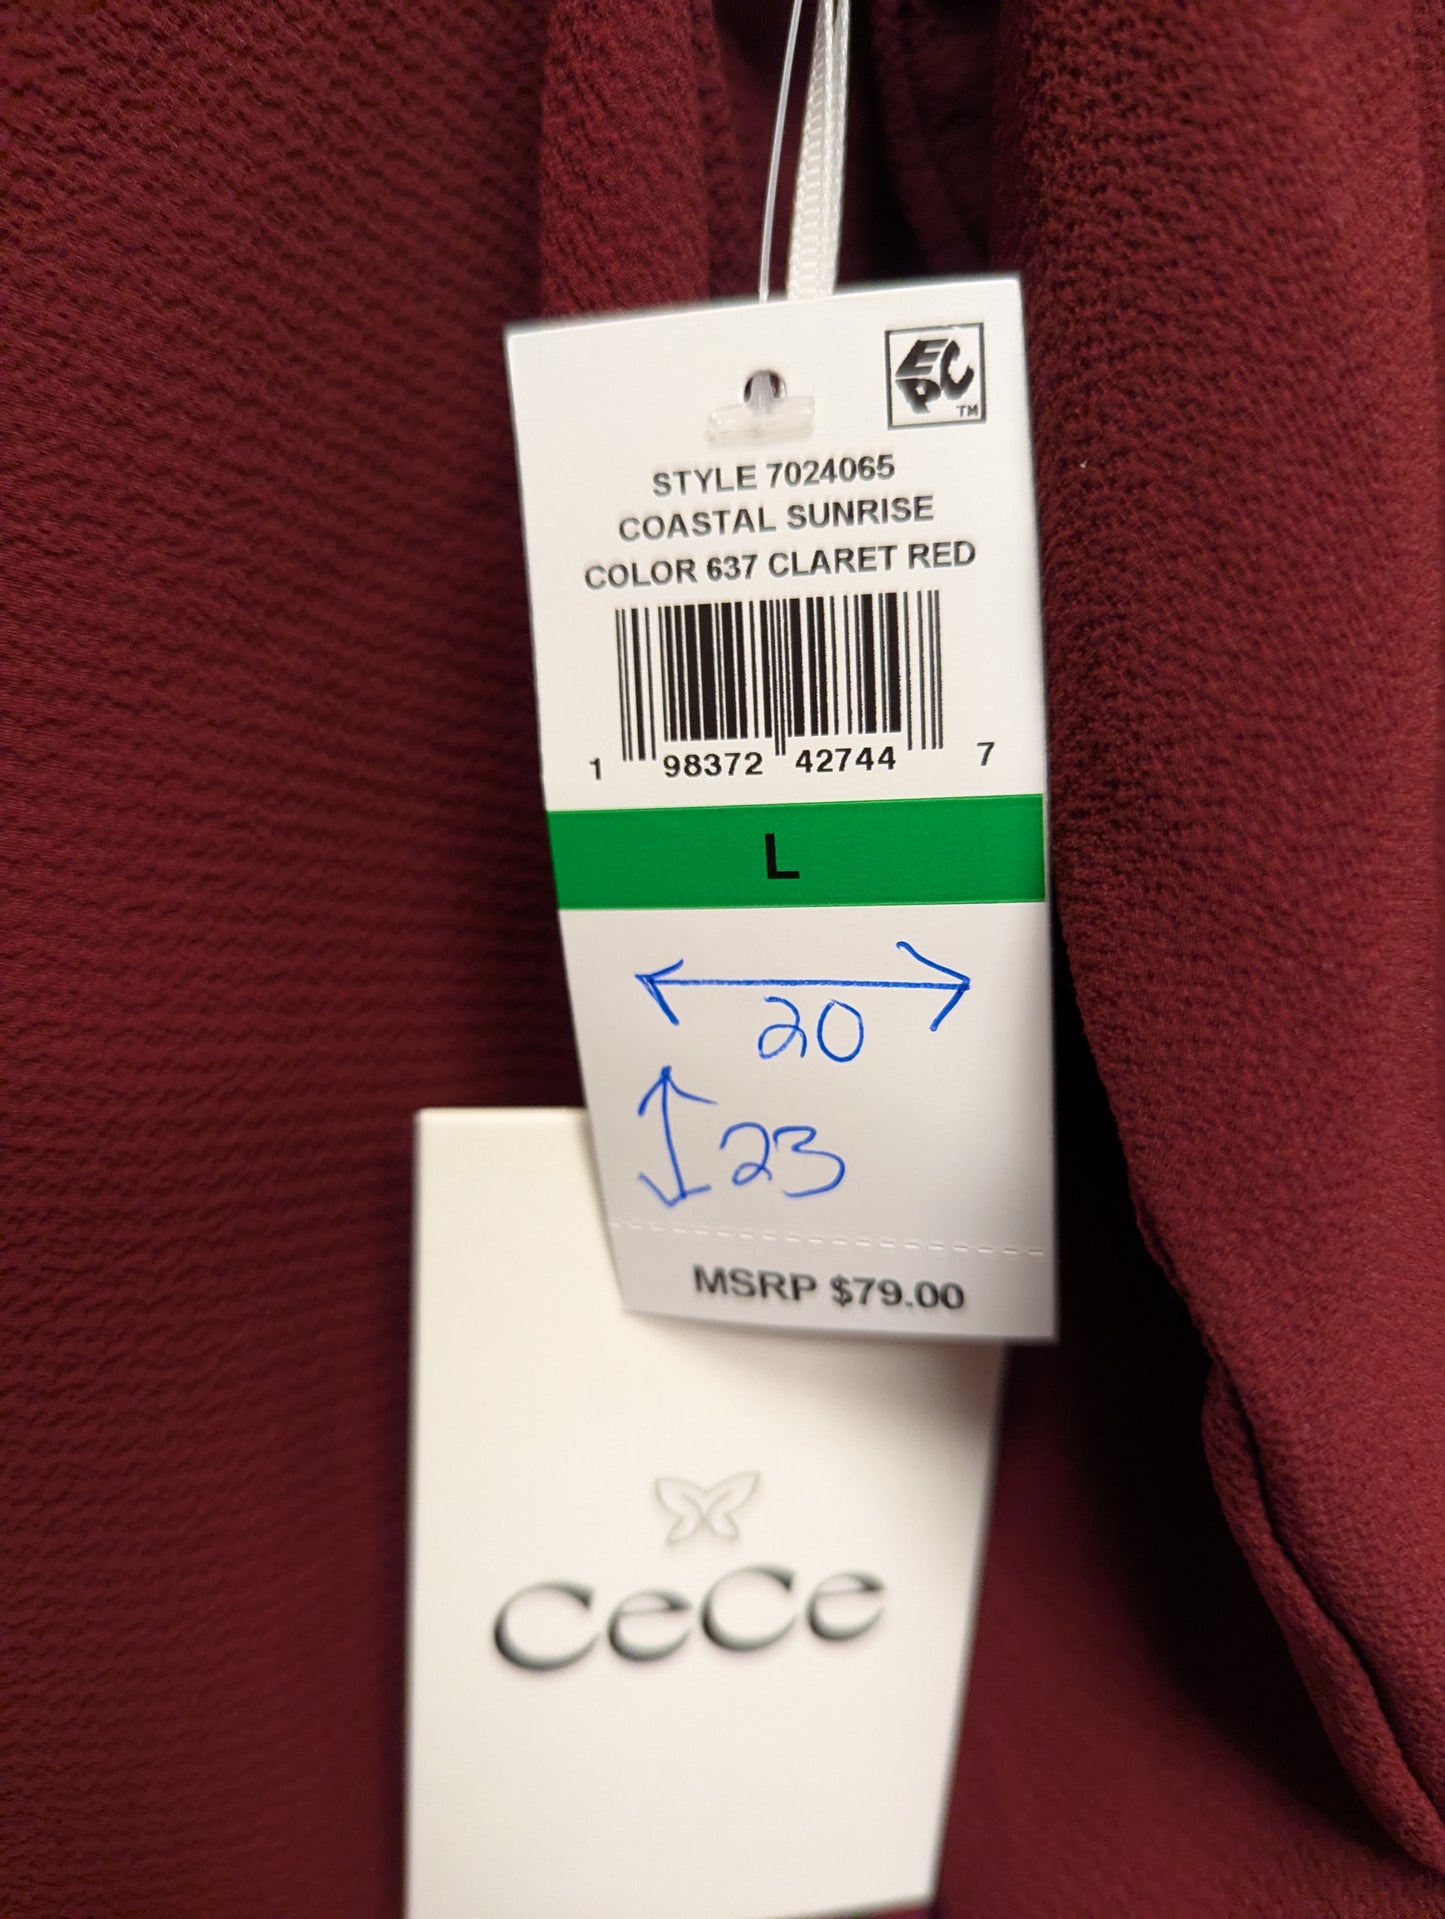 EPC
TM
STYLE 7024065
COASTAL SUNRISE
COLOR 637 CLARET RED
1 98372 42744 7
L
20
23
MSRP $79.00
CeCe